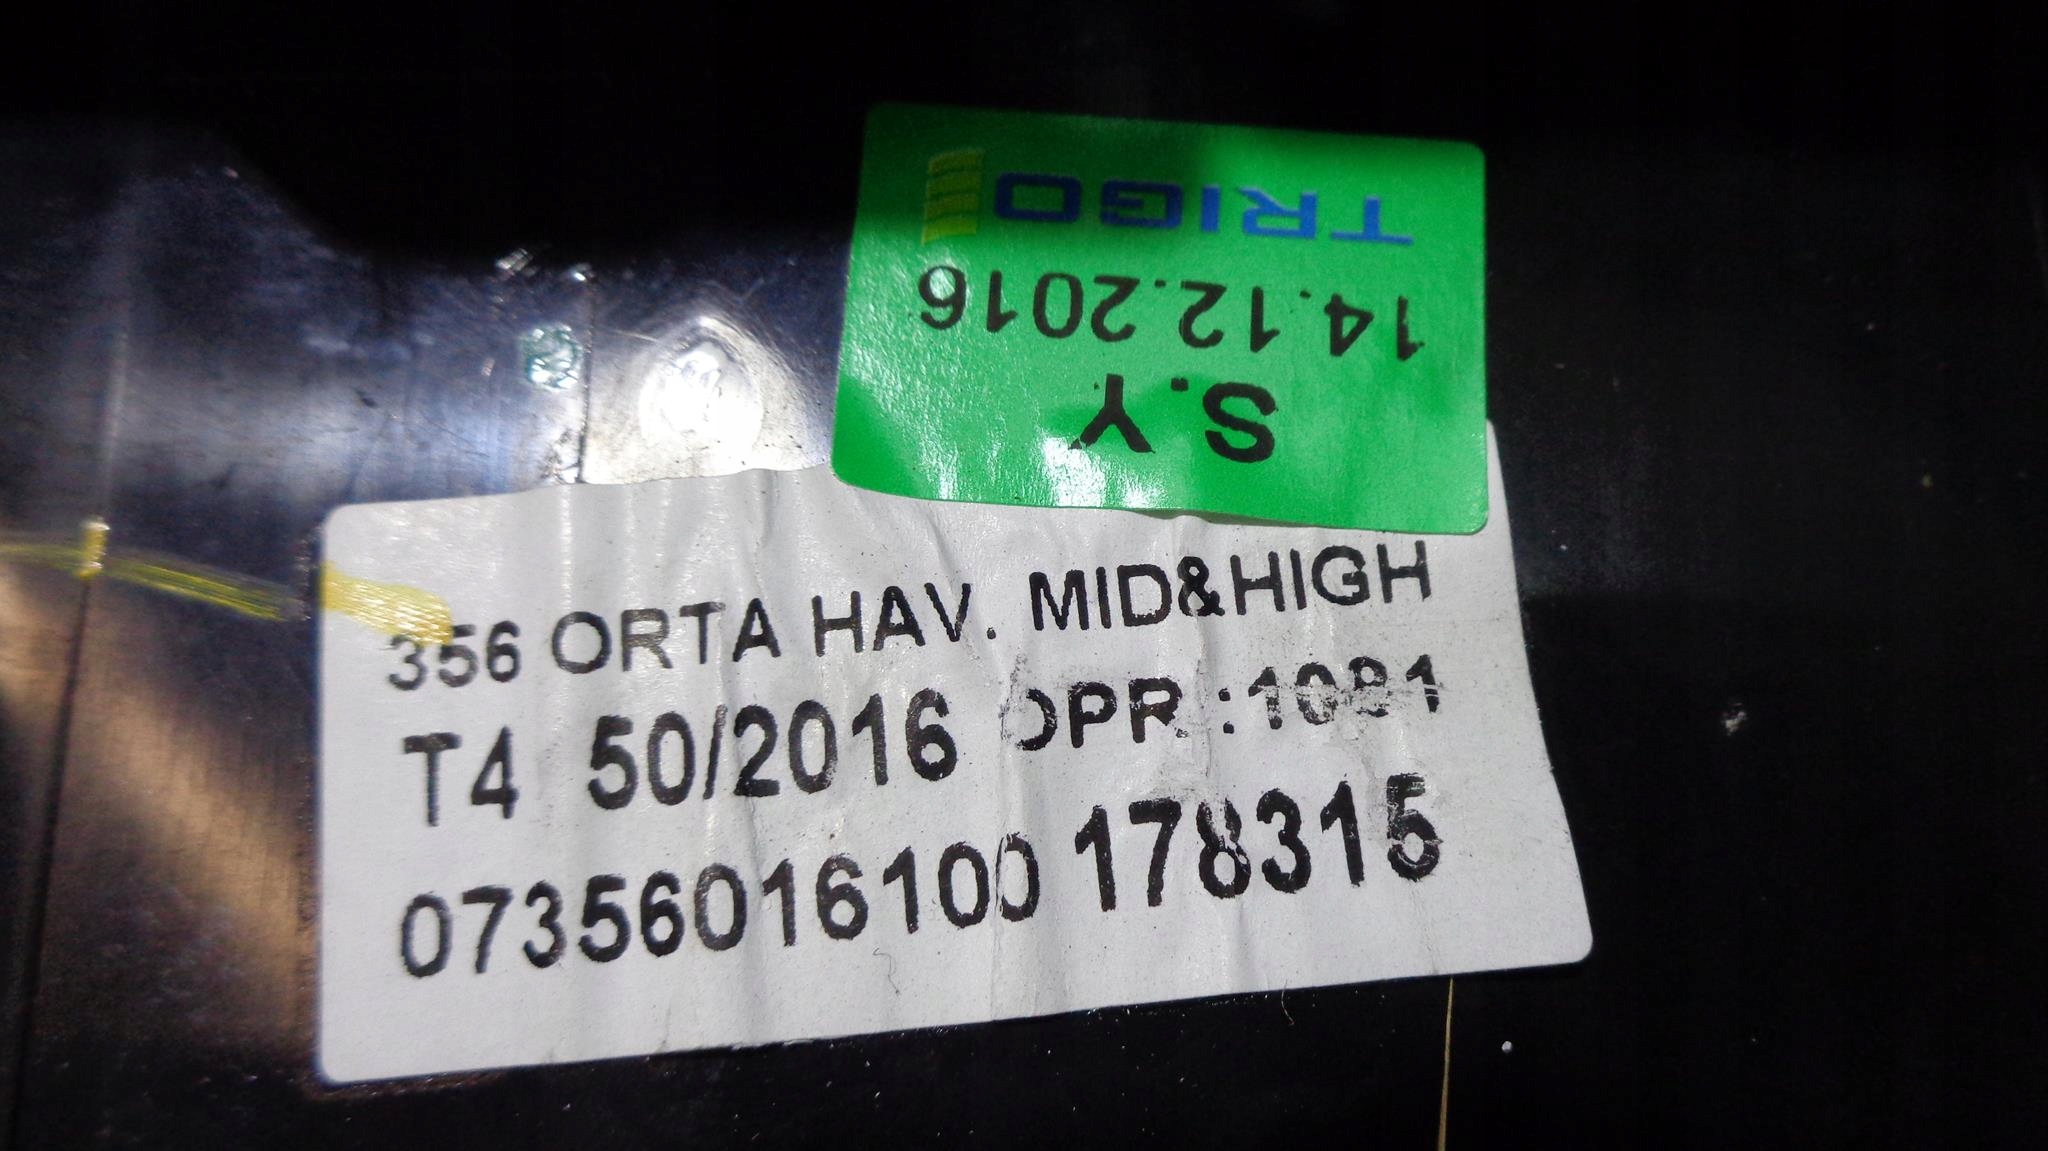 TRIGO
14.12.2016
S.Y
356 ORTA HAV. MID&HIGH
T4 50/2016 OPR.:1081
07356016100 178315